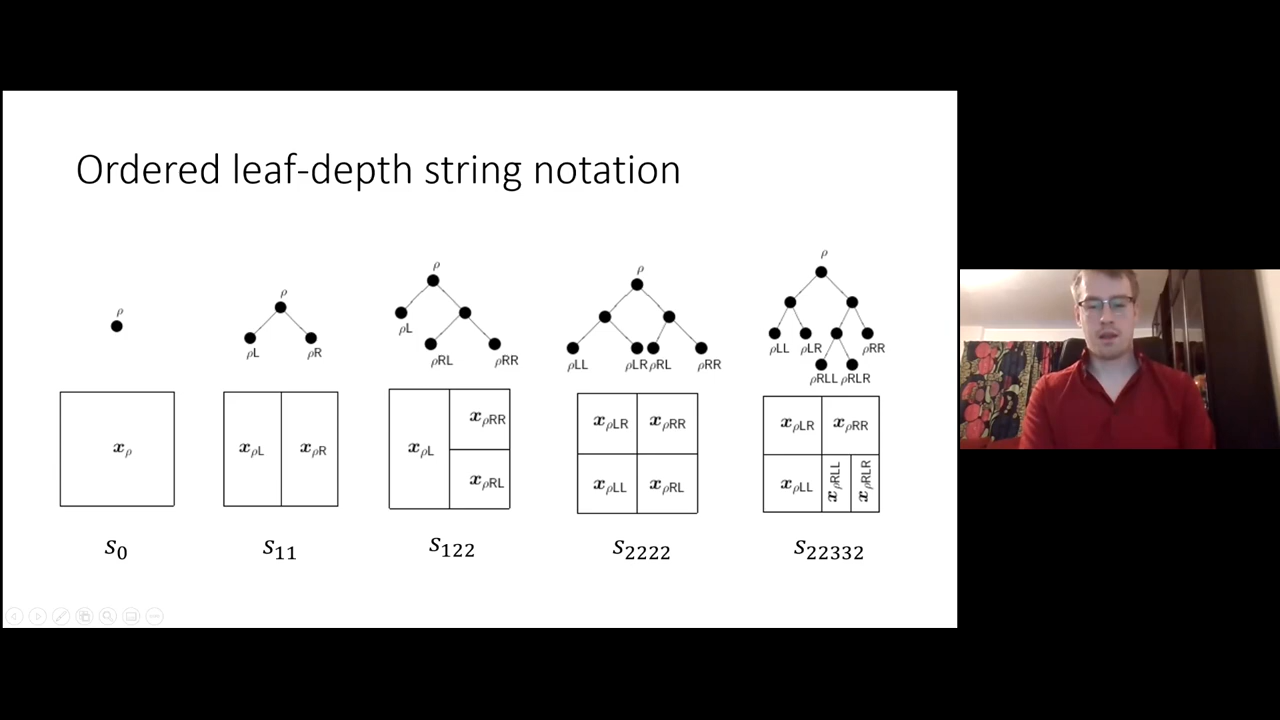 Ordered leaf-depth string notation
ρ ρ ρ ρ ρ
ρL ρR ρL ρRL ρRR ρLL ρLR ρRL ρRR ρLL ρLR ρRR
ρRLL ρRLR
x_ρ x_ρL x_ρR x_ρL x_ρRR x_ρRL x_ρLR x_ρRR x_ρLL x_ρRL x_ρLR x_ρRR x_ρLL x_ρRLL x_ρRLR
s_0 s_11 s_122 s_2222 s_22332